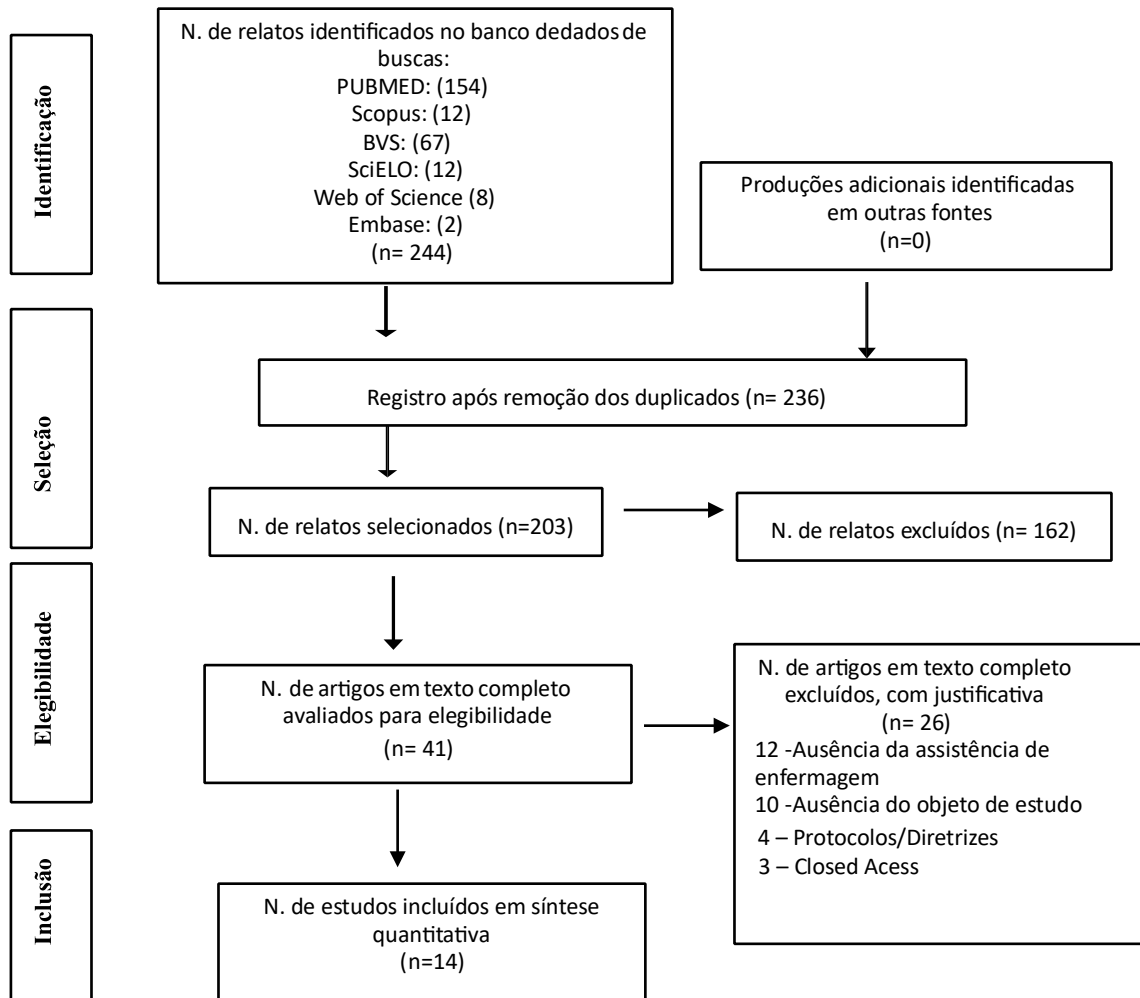 Identificação
N. de relatos identificados no banco dedados de
buscas:
PUBMED: (154)
Scopus: (12)
BVS: (67)
SciELO: (12)
Web of Science (8)
Embase: (2)
(n= 244)
Produções adicionais identificadas
em outras fontes
(n=0)
Seleção
Registro após remoção dos duplicados (n= 236)
N. de relatos selecionados (n=203)
N. de relatos excluídos (n= 162)
Elegibilidade
N. de artigos em texto completo
avaliados para elegibilidade
(n= 41)
N. de artigos em texto completo
excluídos, com justificativa
(n= 26)
12 -Ausência da assistência de
enfermagem
10 -Ausência do objeto de estudo
4 – Protocolos/Diretrizes
3 – Closed Acess
Inclusão
N. de estudos incluídos em síntese
quantitativa
(n=14)